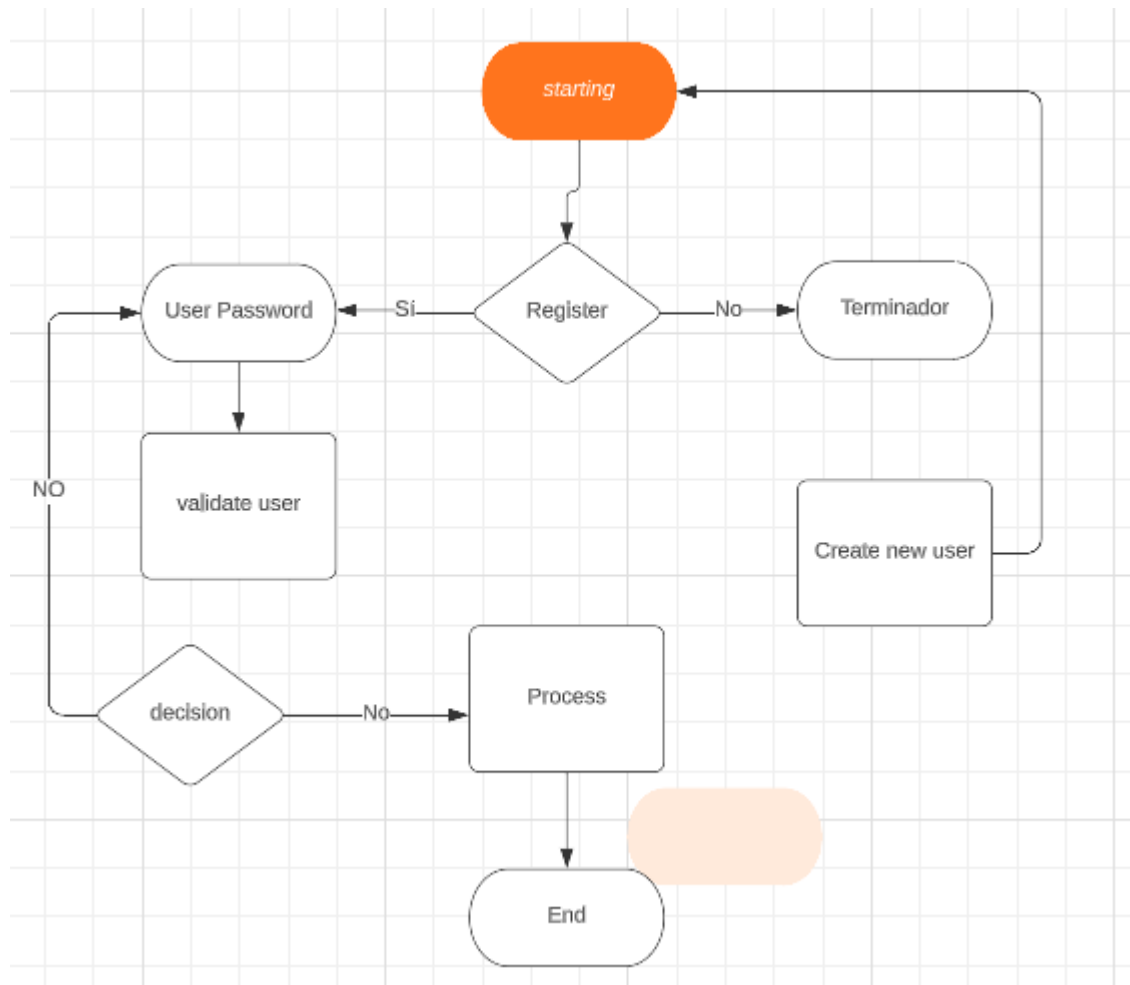 starting
User Password
Sí
Register
No
Terminador
NO
validate user
Create new user
decision
No
Process
End